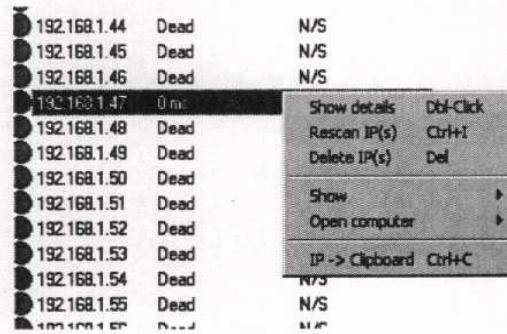 192.168.1.44 Dead N/S
192.168.1.45 Dead N/S
192.168.1.46 Dead N/S
192.168.1.47 0 ms
192.168.1.48 Dead
192.168.1.49 Dead
192.168.1.50 Dead
192.168.1.51 Dead
192.168.1.52 Dead
192.168.1.53 Dead
192.168.1.54 Dead N/S
192.168.1.55 Dead N/S
Show details Dbl-Click
Rescan IP(s) Ctrl+I
Delete IP(s) Del
Show
Open computer
IP -> Clipboard Ctrl+C